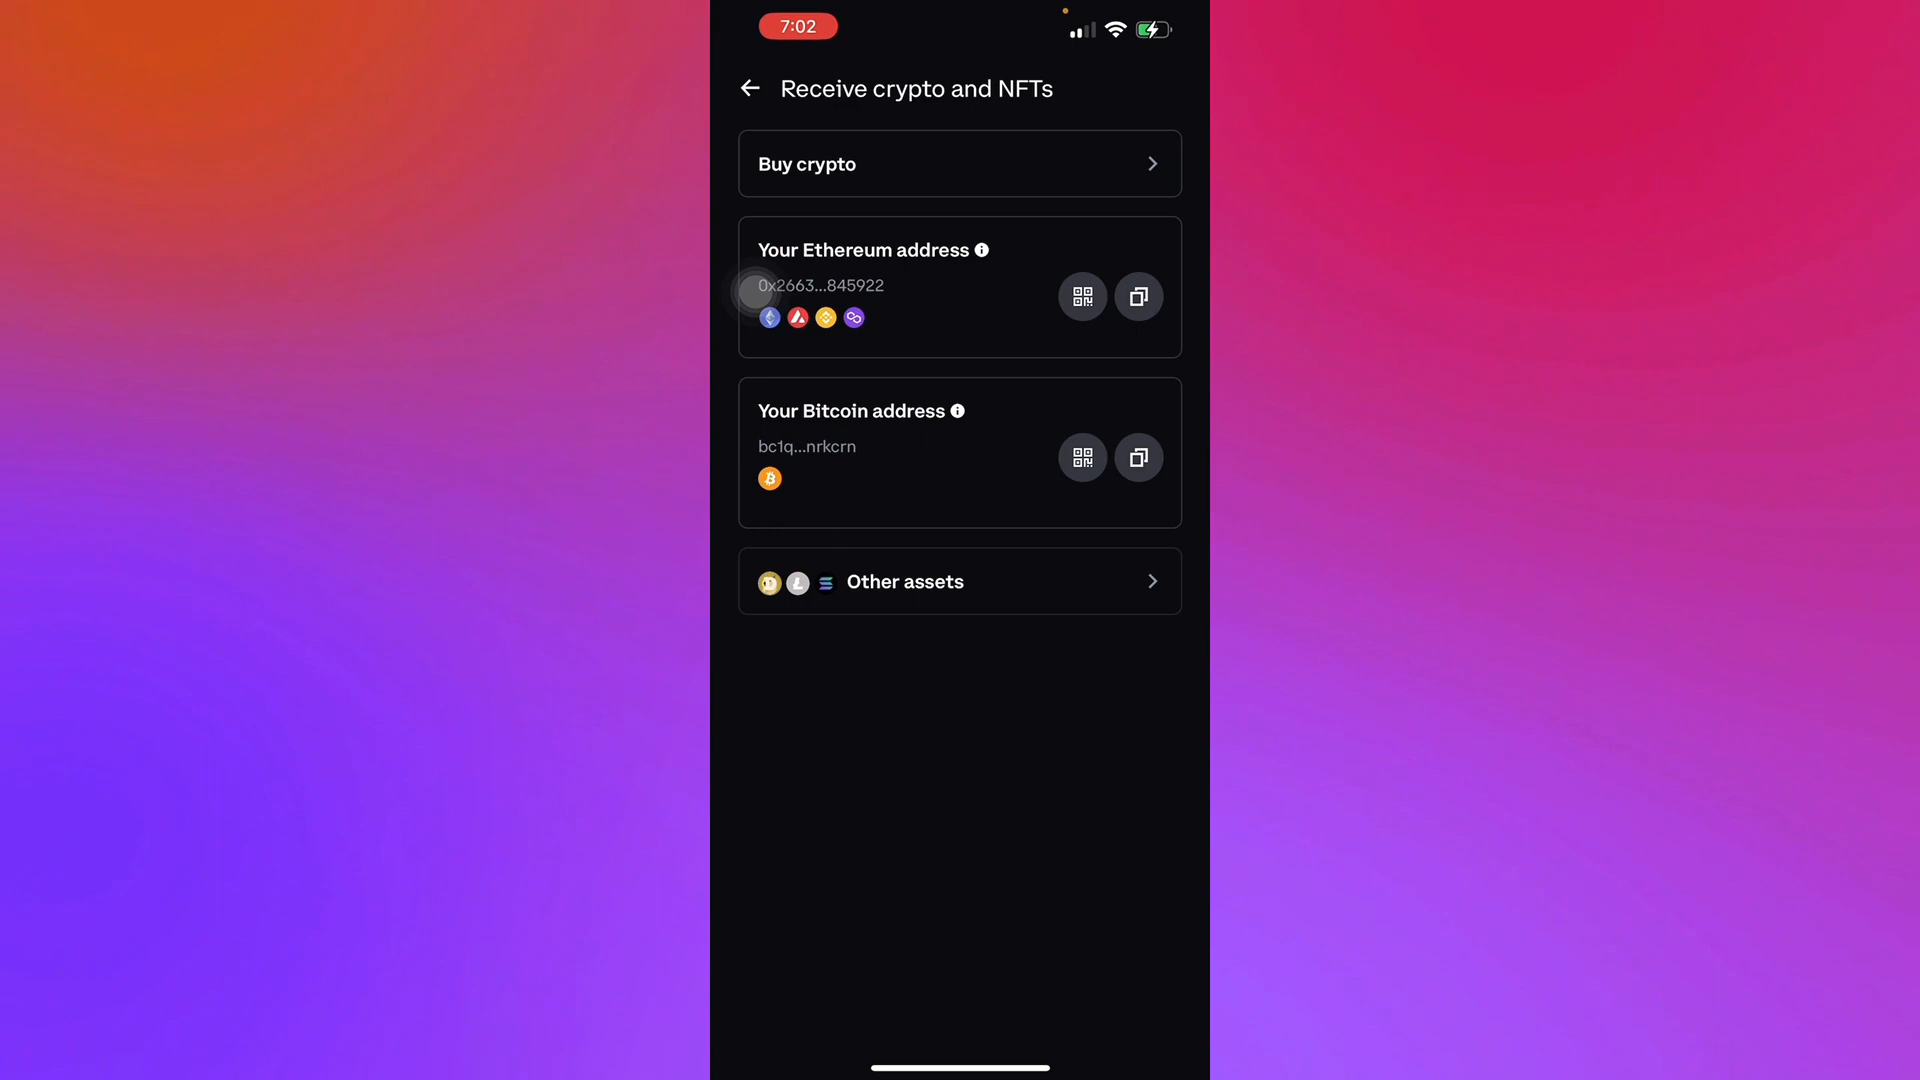 7:02
Receive crypto and NFTs
Buy crypto
Your Ethereum address
0x2663...845922
Your Bitcoin address
bc1q...nrkcrn
Other assets